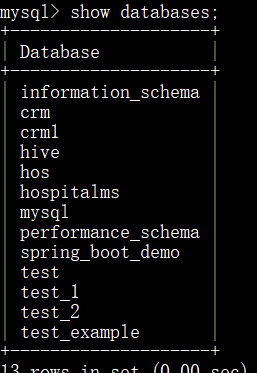 mysql> show databases;
+--------------------+
| Database           |
+--------------------+
| information_schema |
| crm                |
| crm1               |
| hive               |
| hos                |
| hospitalms         |
| mysql              |
| performance_schema |
| spring_boot_demo   |
| test               |
| test_1             |
| test_2             |
| test_example       |
+--------------------+
13 rows in set (0.00 sec)